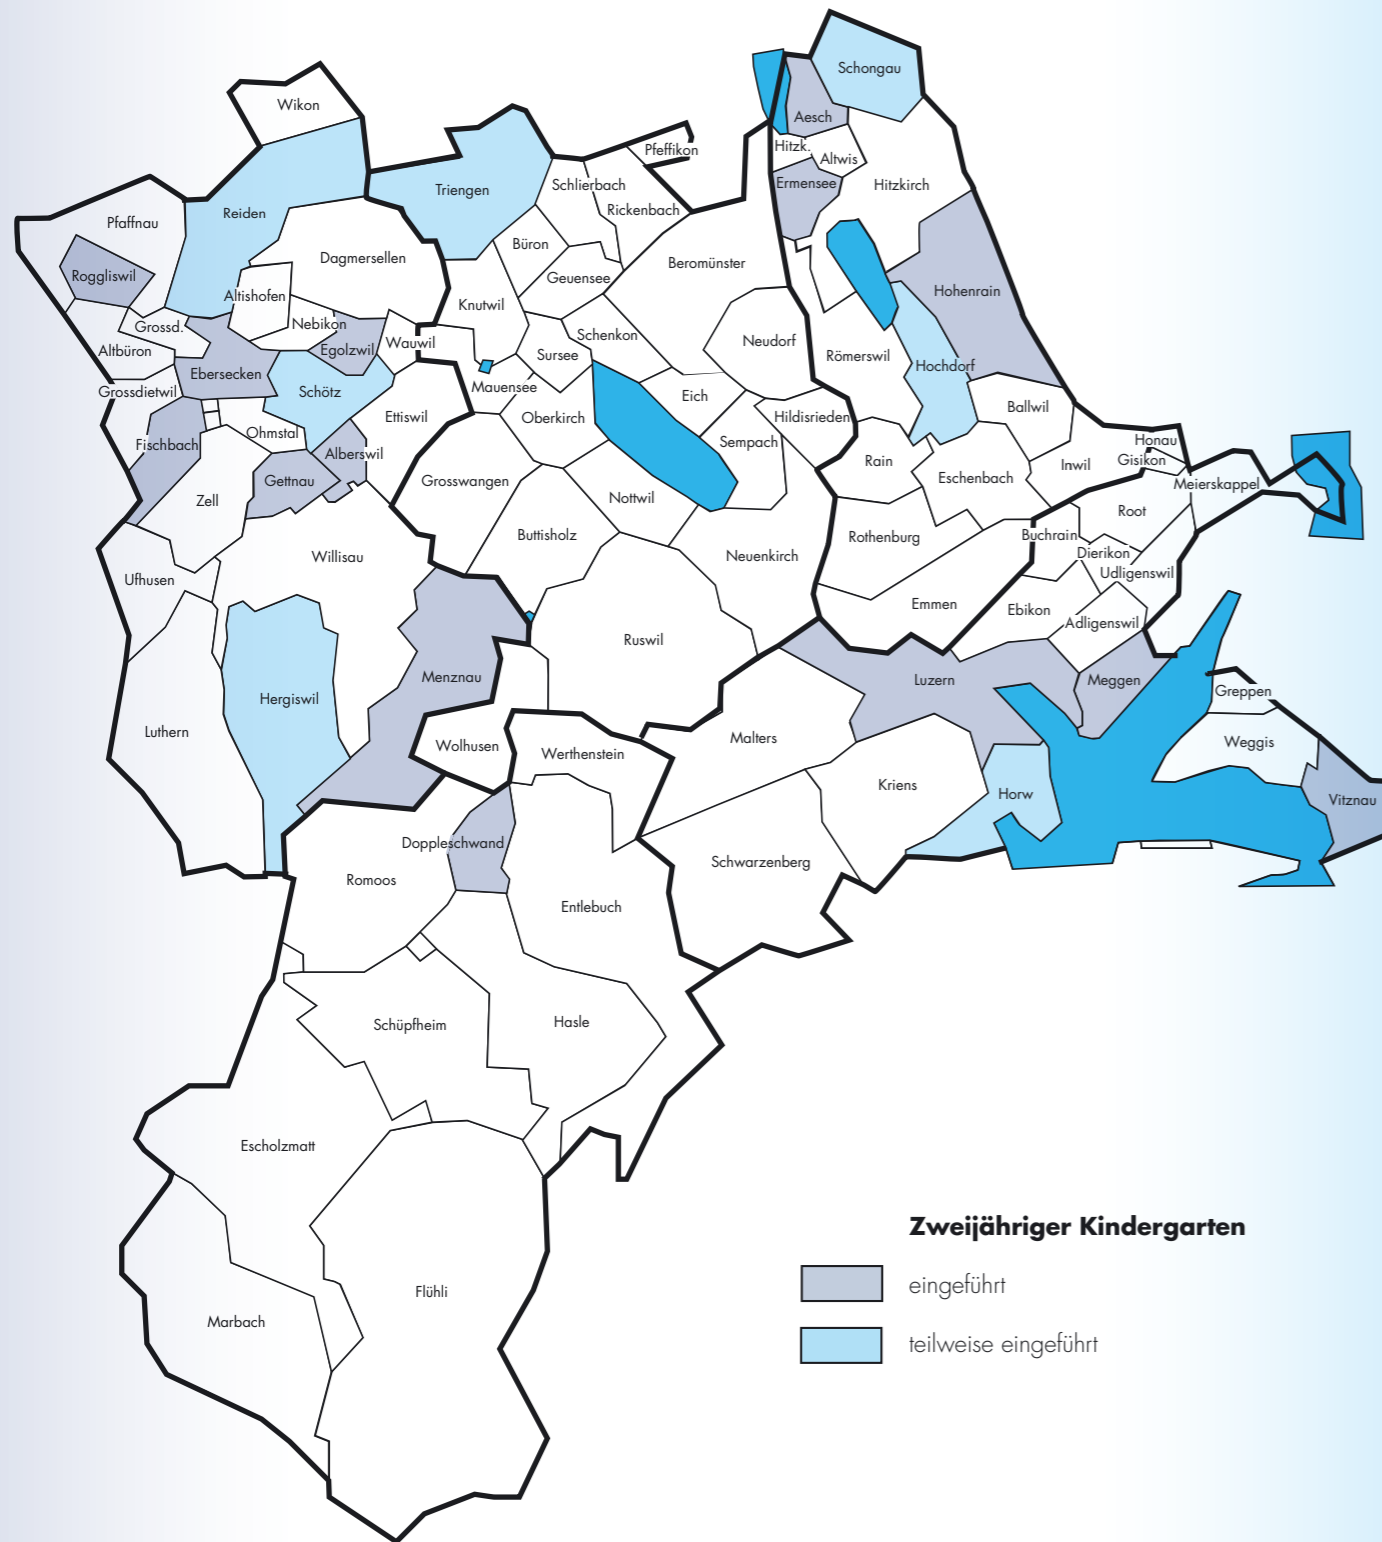 Schongau
Wikon
Aesch
Hitzk.
Altwis
Pfeffikon
Schlierbach
Triengen
Ermensee
Hitzkirch
Rickenbach
Reiden
Pfaffnau
Büron
Dagmersellen
Beromünster
Roggliswil
Geuensee
Hohenrain
Altishofen
Knutwil
Grossd.
Nebikon
Schenkon
Neudorf
Wauwil
Egolzwil
Altbüron
Sursee
Römerswil
Hochdorf
Ebersecken
Mauensee
Grossdietwil
Schötz
Eich
Ballwil
Ettiswil
Oberkirch
Hildisrieden
Ohmstal
Fischbach
Sempach
Honau
Alberswil
Rain
Gisikon
Inwil
Gettnau
Grosswangen
Eschenbach
Meierskappel
Zell
Nottwil
Root
Buttisholz
Rothenburg
Buchrain
Willisau
Neuenkirch
Dierikon
Ufhusen
Udligenswil
Emmen
Ebikon
Adligenswil
Ruswil
Menznau
Luzern
Meggen
Hergiswil
Greppen
Luthern
Malters
Weggis
Wolhusen
Werthenstein
Kriens
Horw
Vitznau
Doppleschwand
Schwarzenberg
Romoos
Entlebuch
Schüpfheim
Hasle
Escholzmatt
Flühli
Marbach
Zweijähriger Kindergarten
eingeführt
teilweise eingeführt